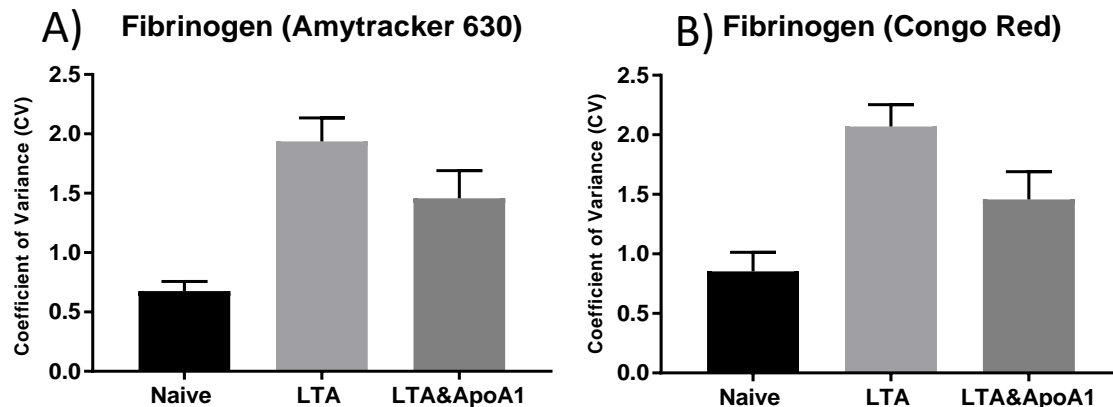 A) Fibrinogen (Amytracker 630)
Coefficient of Variance (CV)
2.5
2.0
1.5
1.0
0.5
0.0
Naive LTA LTA&ApoA1
B) Fibrinogen (Congo Red)
Coefficient of Variance (CV)
2.5
2.0
1.5
1.0
0.5
0.0
Naive LTA LTA&ApoA1